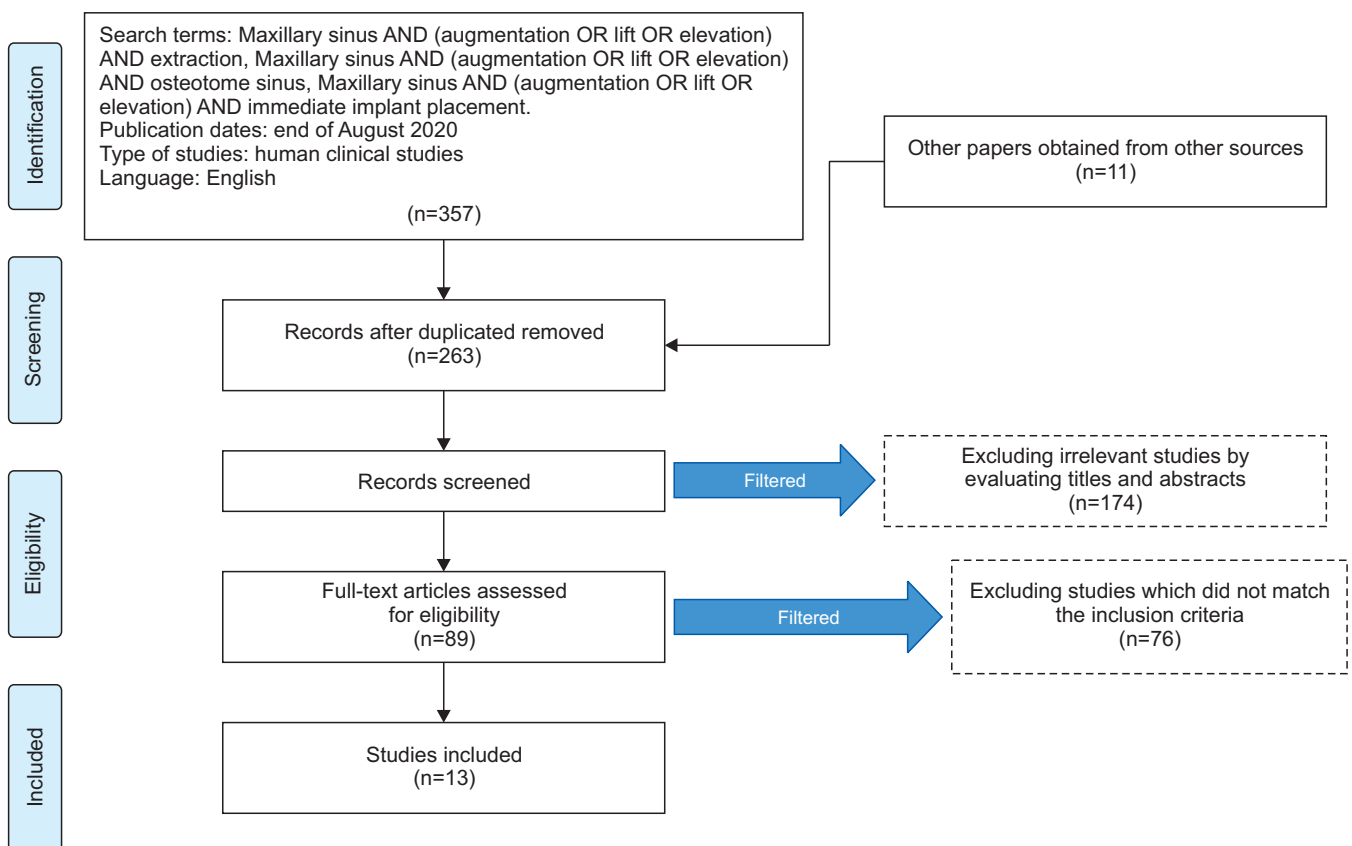 Identification
Search terms: Maxillary sinus AND (augmentation OR lift OR elevation)
AND extraction, Maxillary sinus AND (augmentation OR lift OR elevation)
AND osteotome sinus, Maxillary sinus AND (augmentation OR lift OR
elevation) AND immediate implant placement.
Publication dates: end of August 2020
Type of studies: human clinical studies
Language: English
(n=357)
Other papers obtained from other sources
(n=11)
Screening
Records after duplicated removed
(n=263)
Eligibility
Records screened
Filtered
Excluding irrelevant studies by
evaluating titles and abstracts
(n=174)
Full-text articles assessed
for eligibility
(n=89)
Filtered
Excluding studies which did not match
the inclusion criteria
(n=76)
Included
Studies included
(n=13)